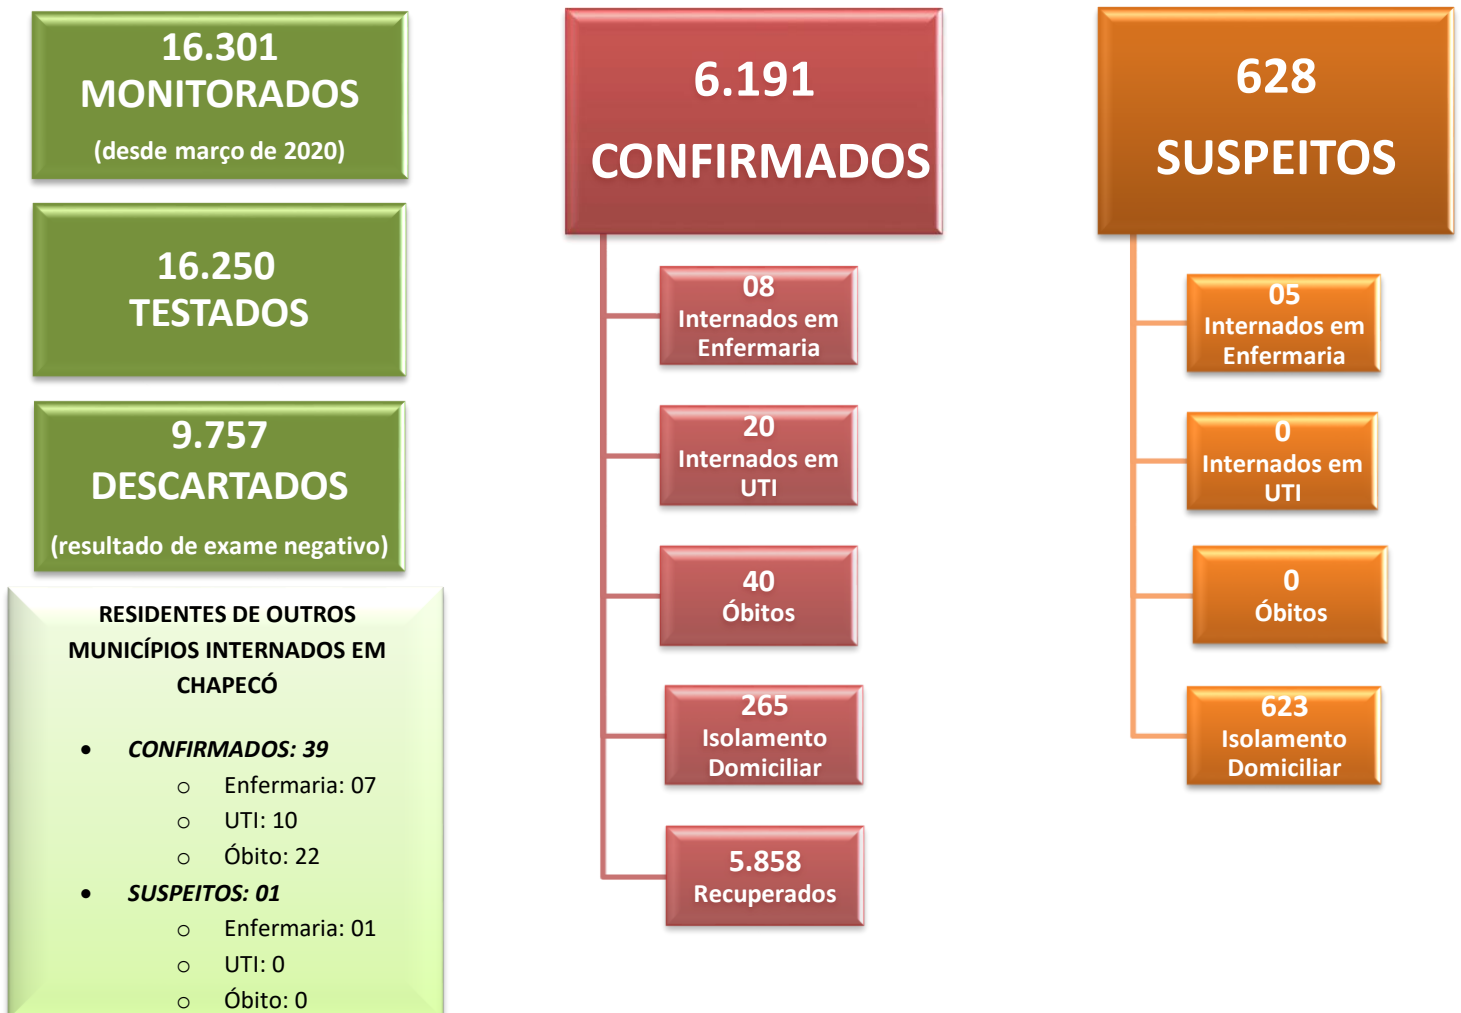 16.301
MONITORADOS
(desde março de 2020)
16.250
TESTADOS
9.757
DESCARTADOS
(resultado de exame negativo)
RESIDENTES DE OUTROS
MUNICÍPIOS INTERNADOS EM
CHAPECÓ
• CONFIRMADOS: 39
o Enfermaria: 07
o UTI: 10
o Óbito: 22
• SUSPEITOS: 01
o Enfermaria: 01
o UTI: 0
o Óbito: 0
6.191
CONFIRMADOS
08
Internados em
Enfermaria
20
Internados em
UTI
40
Óbitos
265
Isolamento
Domiciliar
5.858
Recuperados
628
SUSPEITOS
05
Internados em
Enfermaria
0
Internados em
UTI
0
Óbitos
623
Isolamento
Domiciliar